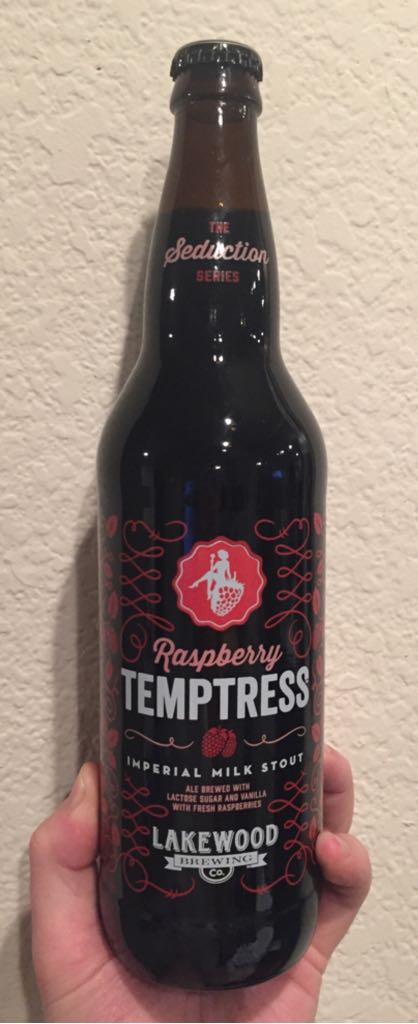 THE
Seduction
SERIES
Raspberry
TEMPTRESS
IMPERIAL MILK STOUT
ALE BREWED WITH
LACTOSE SUGAR AND VANILLA
WITH FRESH RASPBERRIES
LAKEWOOD
BREWING
CO.